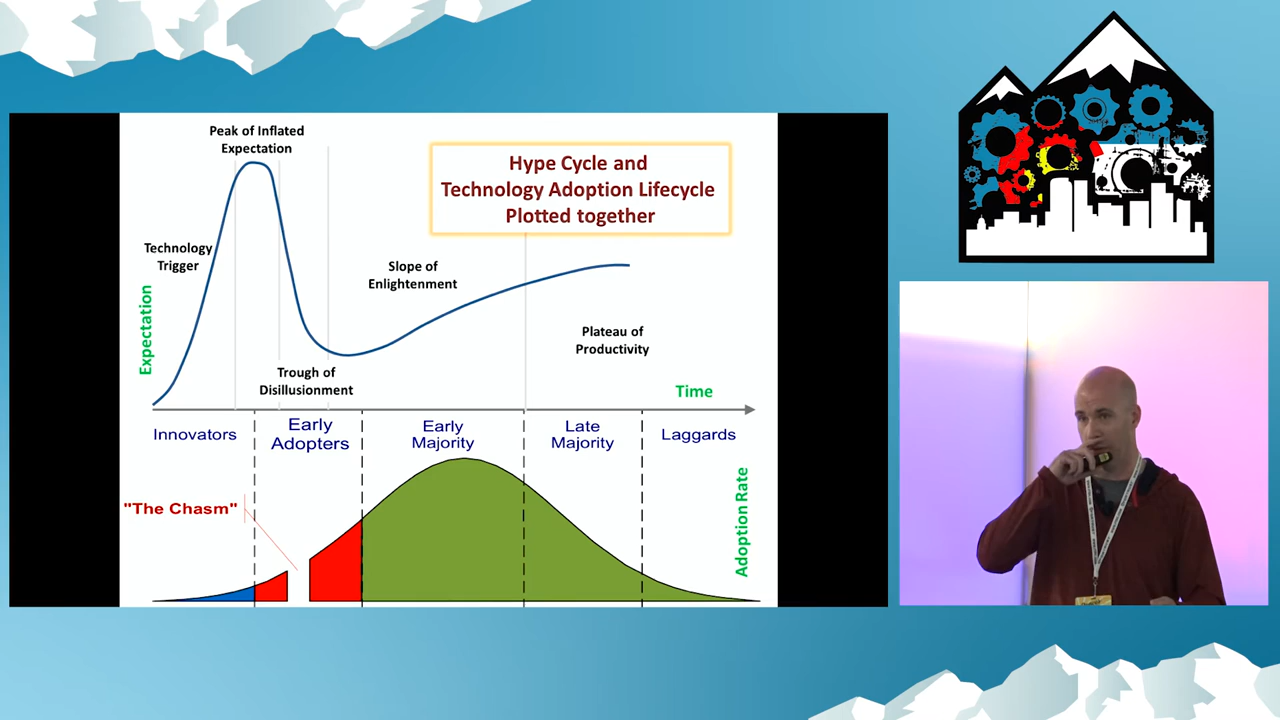 Peak of Inflated
Expectation
Hype Cycle and
Technology Adoption Lifecycle
Plotted together
Technology
Trigger
Slope of
Enlightenment
Expectation
Plateau of
Productivity
Trough of
Disillusionment
Time
Innovators
Early
Adopters
Early
Majority
Late
Majority
Laggards
"The Chasm"
Adoption Rate